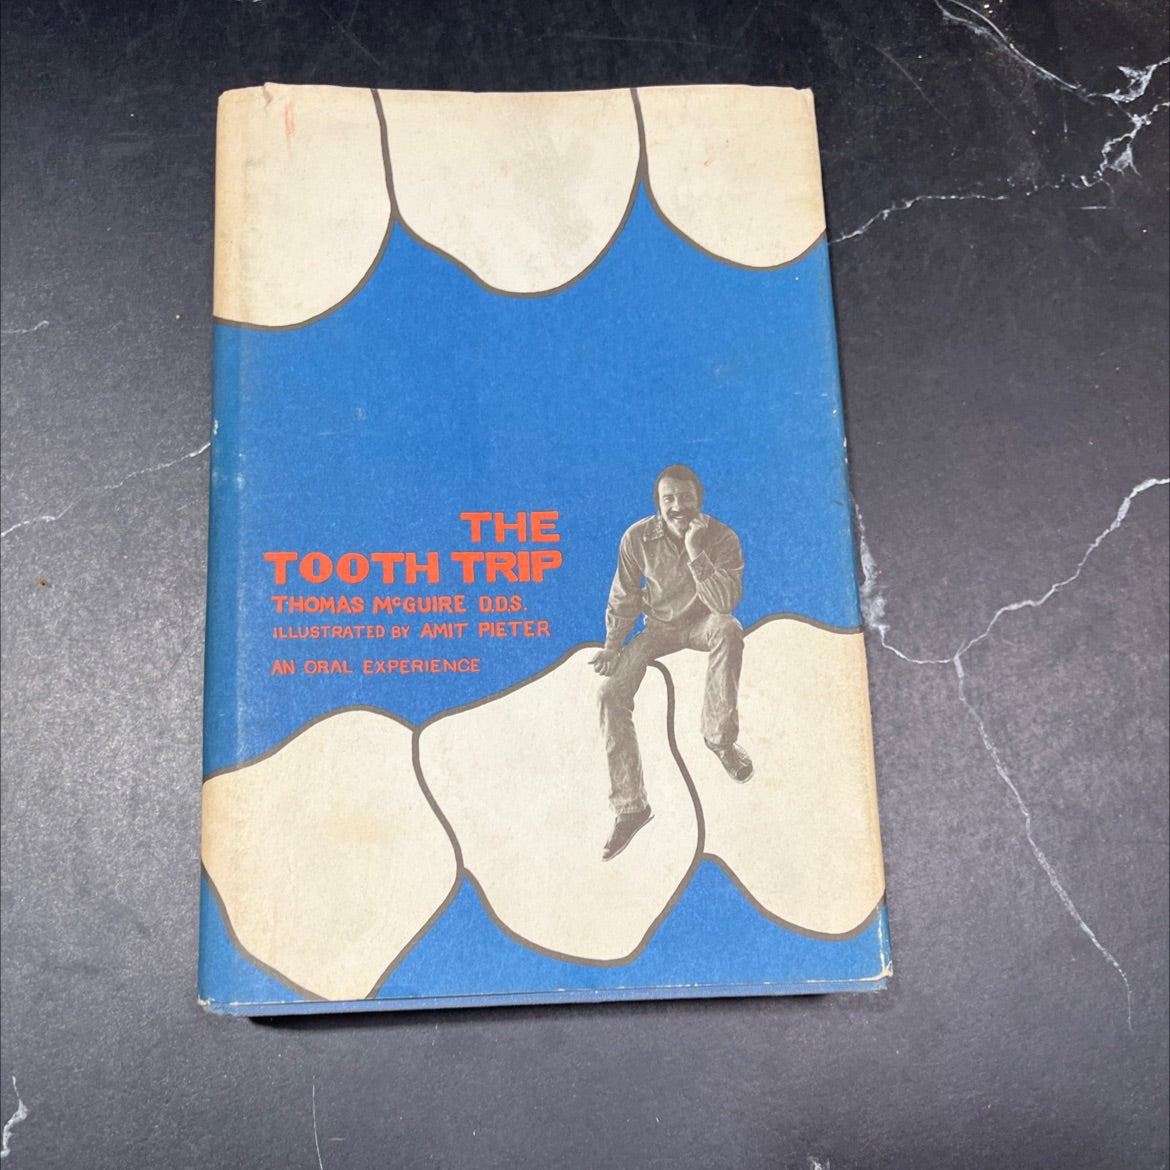 THE
TOOTH TRIP
THOMAS McGUIRE D.D.S.
ILLUSTRATED BY AMIT PIETER
AN ORAL EXPERIENCE